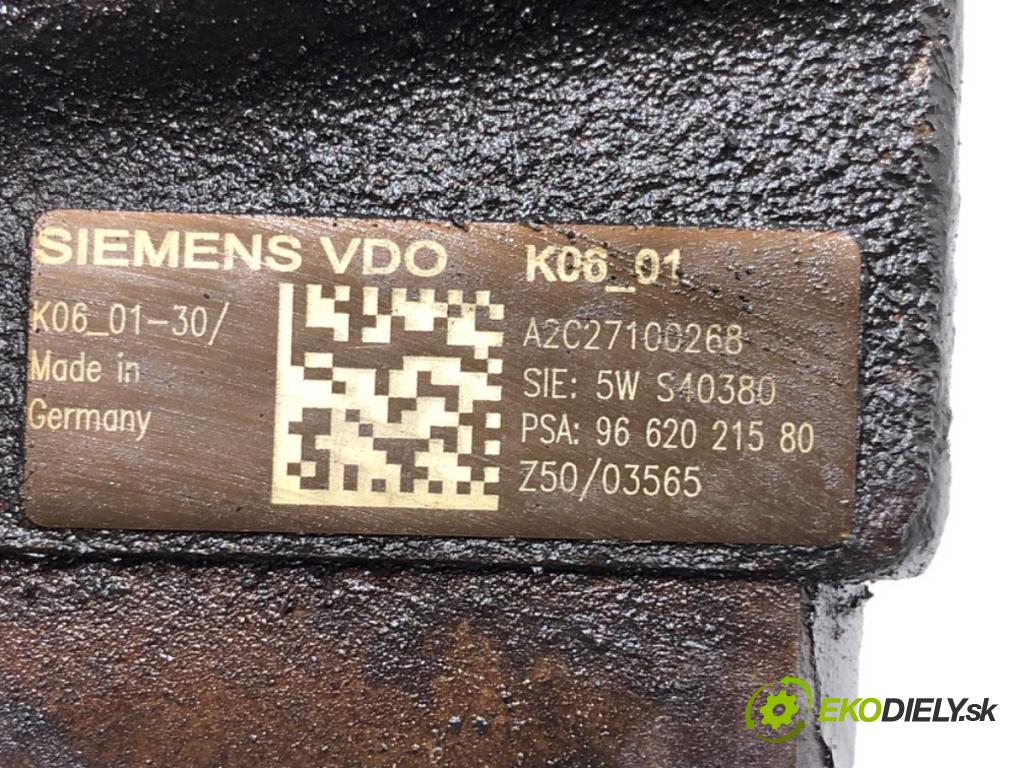 SIEMENS VDO
K06_01
K06_01-30/
Made in
Germany
A2C27100268
SIE: 5W S40380
PSA: 96 620 215 80
Z50/03565
EKODIELY.sk